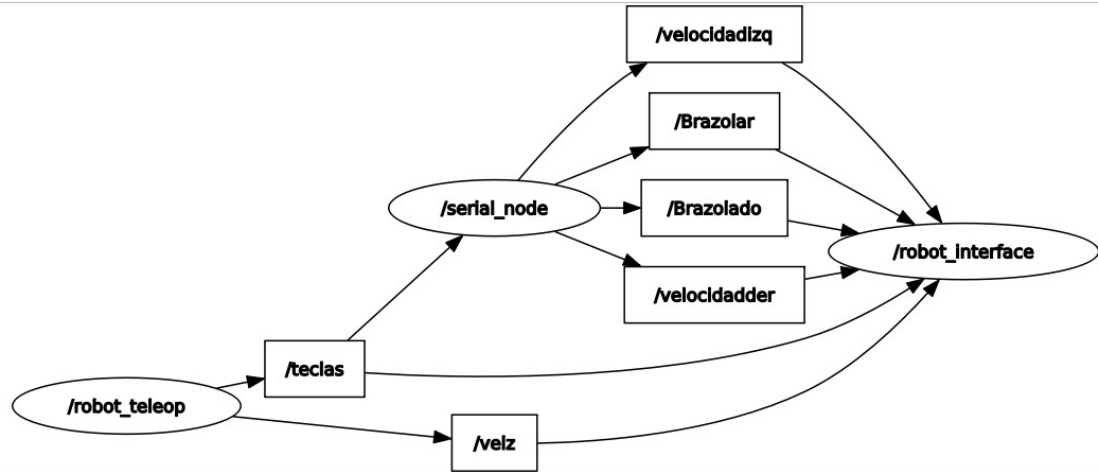 /velocidadizq
/Brazolar
/serial_node
/Brazolado
/robot_interface
/velocidadder
/teclas
/robot_teleop
/velz